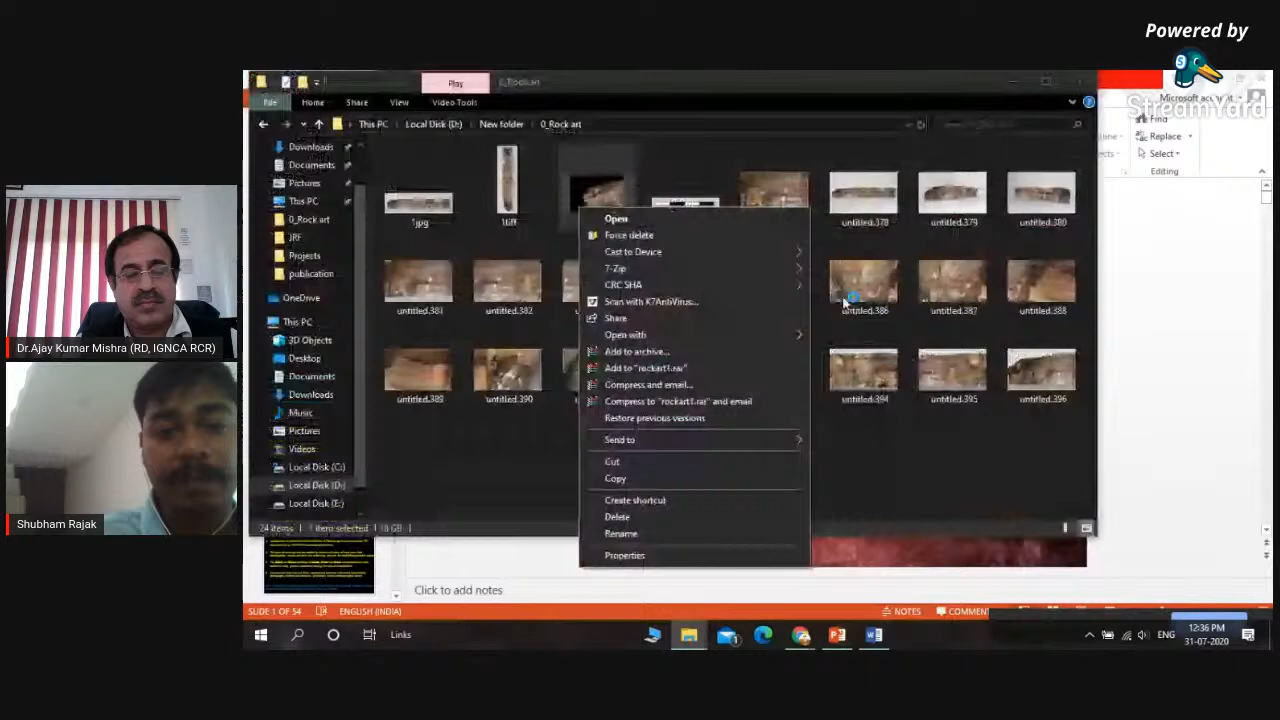 Powered by
StreamYard
Play
File
Home
Share
View
Video Tools
This PC
Local Disk (D:)
New folder
0_Rock art
Microsoft account
Find
Replace
Select
Editing
Downloads
Documents
Pictures
This PC
0_Rock art
JRF
Projects
publication
OneDrive
This PC
3D Objects
Desktop
Documents
Downloads
Music
Pictures
Videos
Local Disk (C:)
Local Disk (D:)
Local Disk (E:)
untitled.378
untitled.379
untitled.380
untitled.381
untitled.382
untitled.386
untitled.387
untitled.388
untitled.389
untitled.390
untitled.394
untitled.395
untitled.396
Open
Force delete
Cast to Device
7-Zip
CRC SHA
Scan with K7AntiVirus...
Share
Open with
Add to archive...
Add to "rockart1.rar"
Compress and email...
Compress to "rockart1.rar" and email
Restore previous versions
Send to
Cut
Copy
Create shortcut
Delete
Rename
Properties
24 items
1 item selected
Dr.Ajay Kumar Mishra (RD, IGNCA RCR)
Shubham Rajak
Click to add notes
SLIDE 1 OF 54
ENGLISH (INDIA)
NOTES
COMMENT
Links
ENG
12:36 PM
31-07-2020